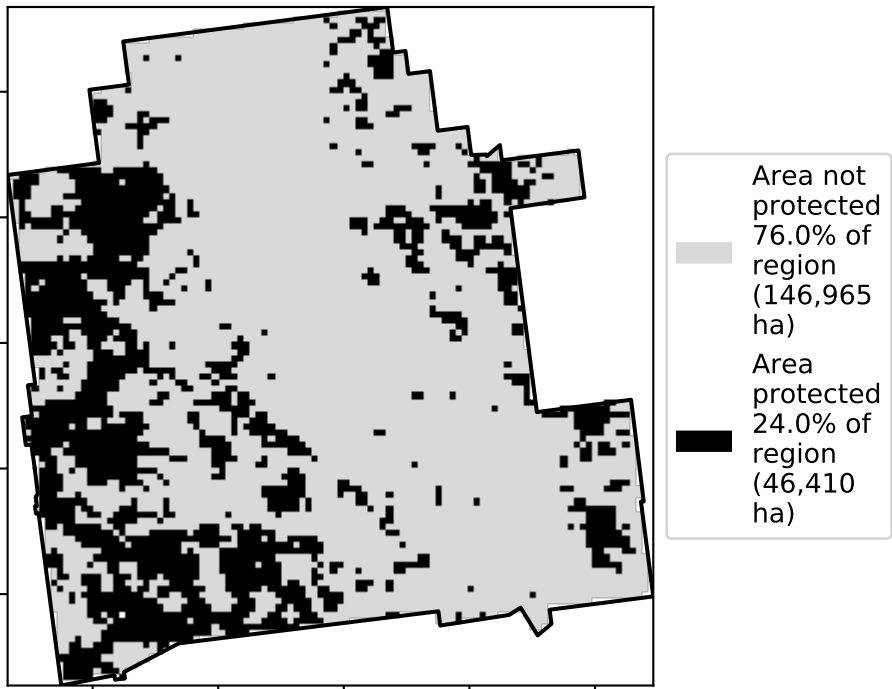 Area not
protected
76.0% of
region
(146,965
ha)
Area
protected
24.0% of
region
(46,410
ha)